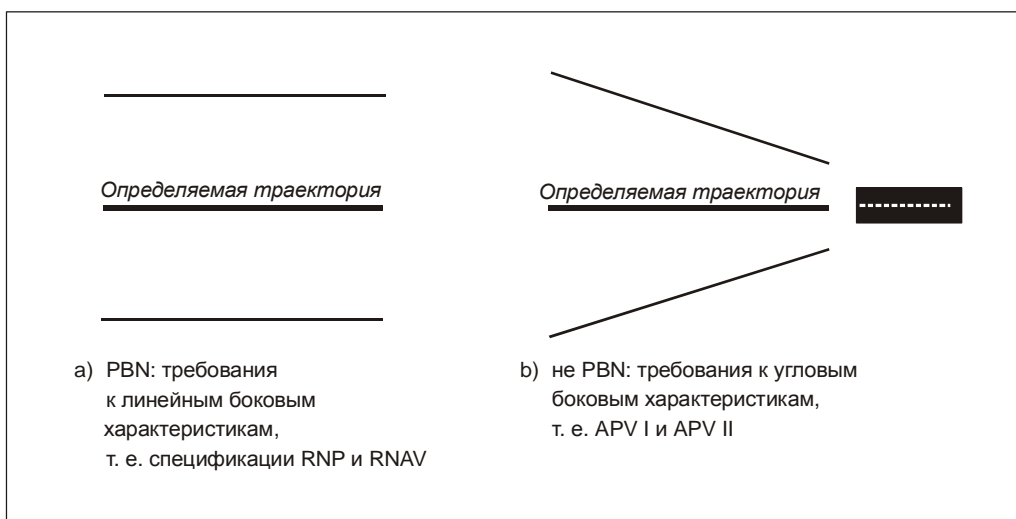 Определяемая траектория
Определяемая траектория
a) PBN: требования
к линейным боковым
характеристикам,
т. е. спецификации RNP и RNAV
b) не PBN: требования к угловым
боковым характеристикам,
т. е. APV I и APV II